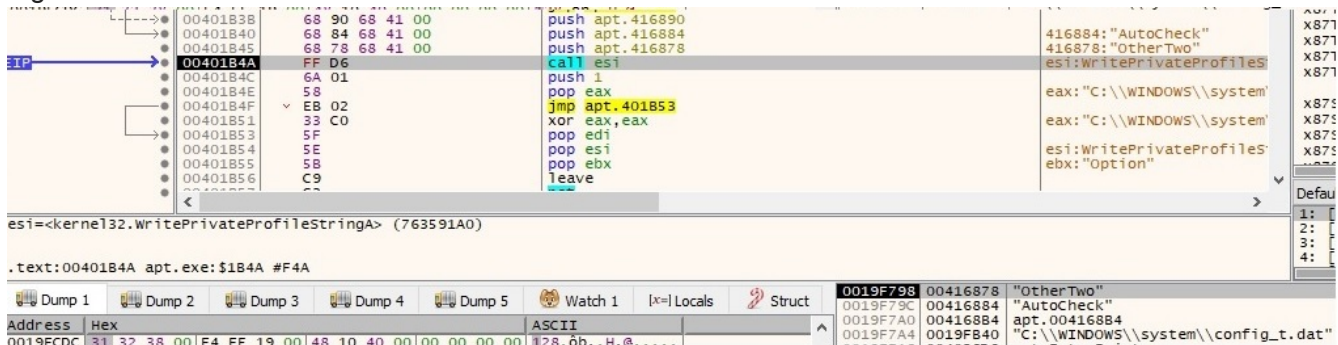 00401B3B 68 90 68 41 00 push apt.416890
00401B40 68 84 68 41 00 push apt.416884 416884:"AutoCheck"
00401B45 68 78 68 41 00 push apt.416878 416878:"OtherTwo"
EIP 00401B4A FF D6 call esi esi:WritePrivateProfileS
00401B4C 6A 01 push 1
00401B4E 58 pop eax eax:"C:\\WINDOWS\\system
00401B4F EB 02 jmp apt.401B53
00401B51 33 C0 xor eax,eax eax:"C:\\WINDOWS\\system
00401B53 5F pop edi
00401B54 5E pop esi esi:WritePrivateProfileS
00401B55 5B pop ebx ebx:"Option"
00401B56 C9 leave
Defau
esi=<kernel32.WritePrivateProfileStringA> (763591A0)
1: [
2: [
3: [
4: [
.text:00401B4A apt.exe:$1B4A #F4A
Dump 1 Dump 2 Dump 3 Dump 4 Dump 5 Watch 1 [x=] Locals Struct
Address Hex ASCII
0019F798 00416878 "OtherTwo"
0019F79C 00416884 "AutoCheck"
0019F7A0 004168B4 apt.004168B4
0019F7A4 0019FB40 "C:\\WINDOWS\\system\\config_t.dat"